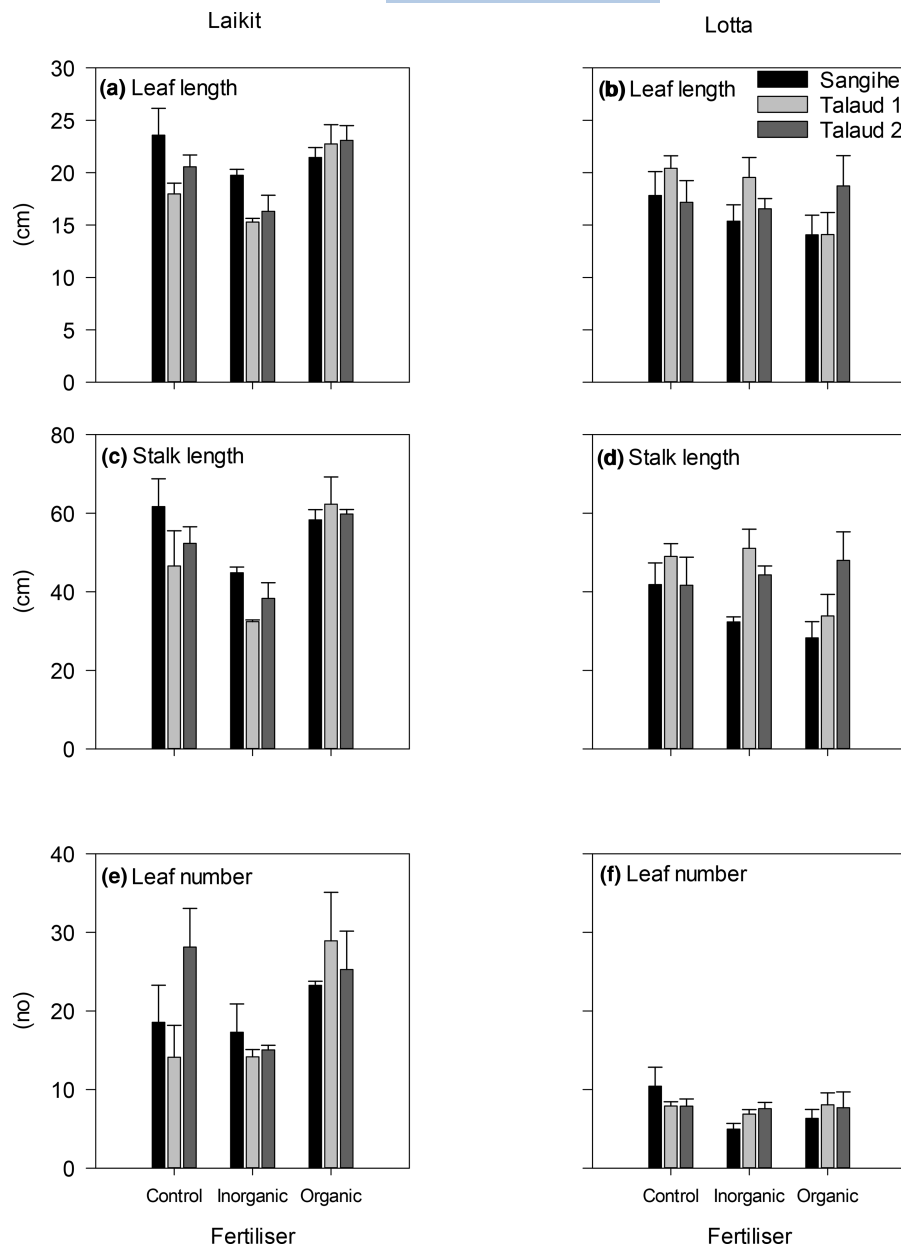 Laikit
Lotta
(a) Leaf length
(b) Leaf length
Sangihe
Talaud 1
Talaud 2
30
25
20
15
10
5
0
(cm)
(c) Stalk length
(d) Stalk length
80
60
40
20
0
(cm)
(e) Leaf number
(f) Leaf number
40
30
20
10
0
(no)
Control Inorganic Organic
Control Inorganic Organic
Fertiliser
Fertiliser